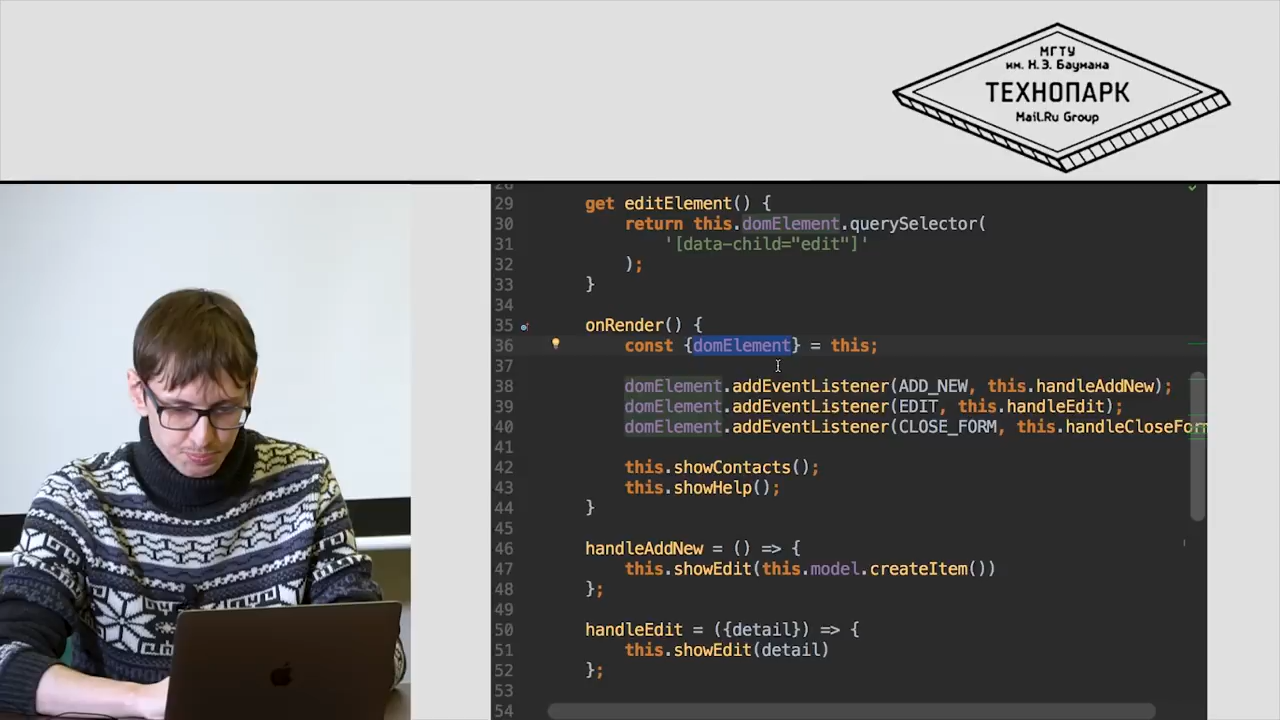 МГТУ
им. Н.Э. Баумана
ТЕХНОПАРК
Mail.Ru Group
28
29 get editElement() {
30 return this.domElement.querySelector(
31 '[data-child="edit"]'
32 );
33 }
34
35 onRender() {
36 const {domElement} = this;
37
38 domElement.addEventListener(ADD_NEW, this.handleAddNew);
39 domElement.addEventListener(EDIT, this.handleEdit);
40 domElement.addEventListener(CLOSE_FORM, this.handleCloseForm
41
42 this.showContacts();
43 this.showHelp();
44 }
45
46 handleAddNew = () => {
47 this.showEdit(this.model.createItem())
48 };
49
50 handleEdit = ({detail}) => {
51 this.showEdit(detail)
52 };
53
54